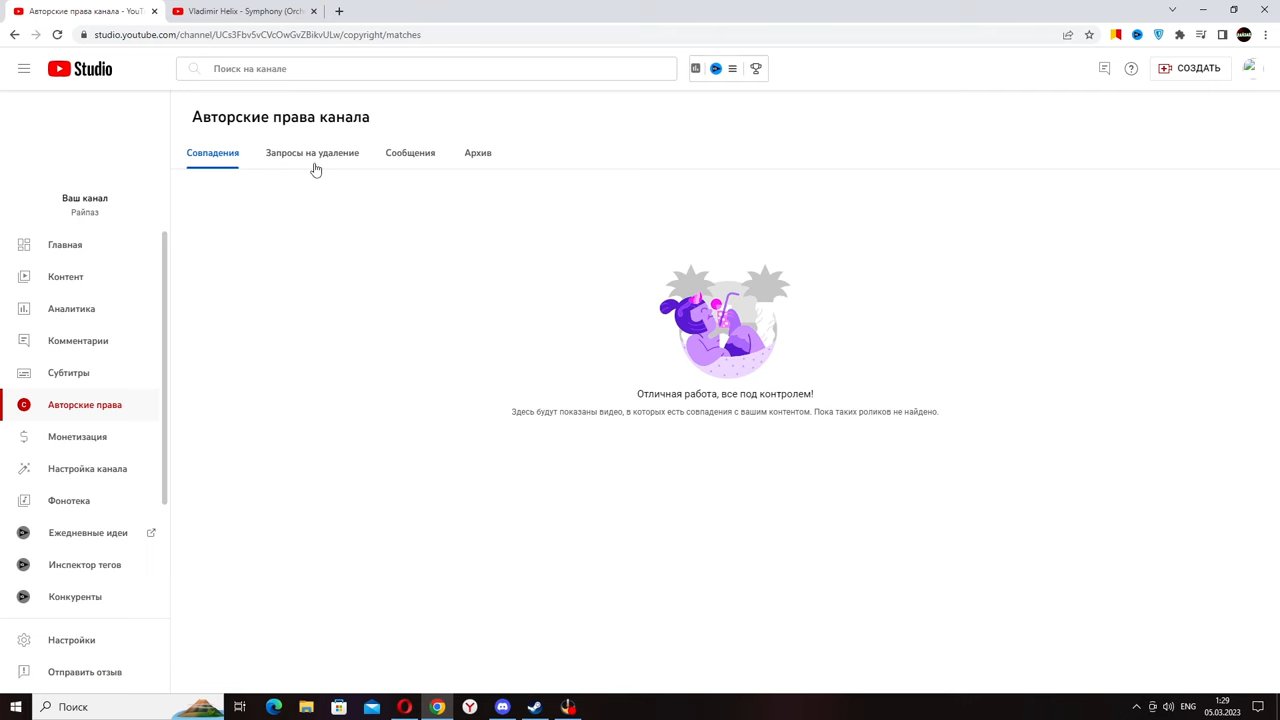 Авторские права канала - YouTu
Vladimir Helix - Symphony (Orch
studio.youtube.com/channel/UCs3Fbv5vCVcOwGvZBikvULw/copyright/matches
Studio
Поиск на канале
СОЗДАТЬ
Авторские права канала
Совпадения
Запросы на удаление
Сообщения
Архив
Ваш канал
Райпаз
Главная
Контент
Аналитика
Комментарии
Субтитры
Авторские права
Монетизация
Настройка канала
Фонотека
Ежедневные идеи
Инспектор тегов
Конкуренты
Настройки
Отправить отзыв
Отличная работа, все под контролем!
Здесь будут показаны видео, в которых есть совпадения с вашим контентом. Пока таких роликов не найдено.
Поиск
ENG
1:29
05.03.2023